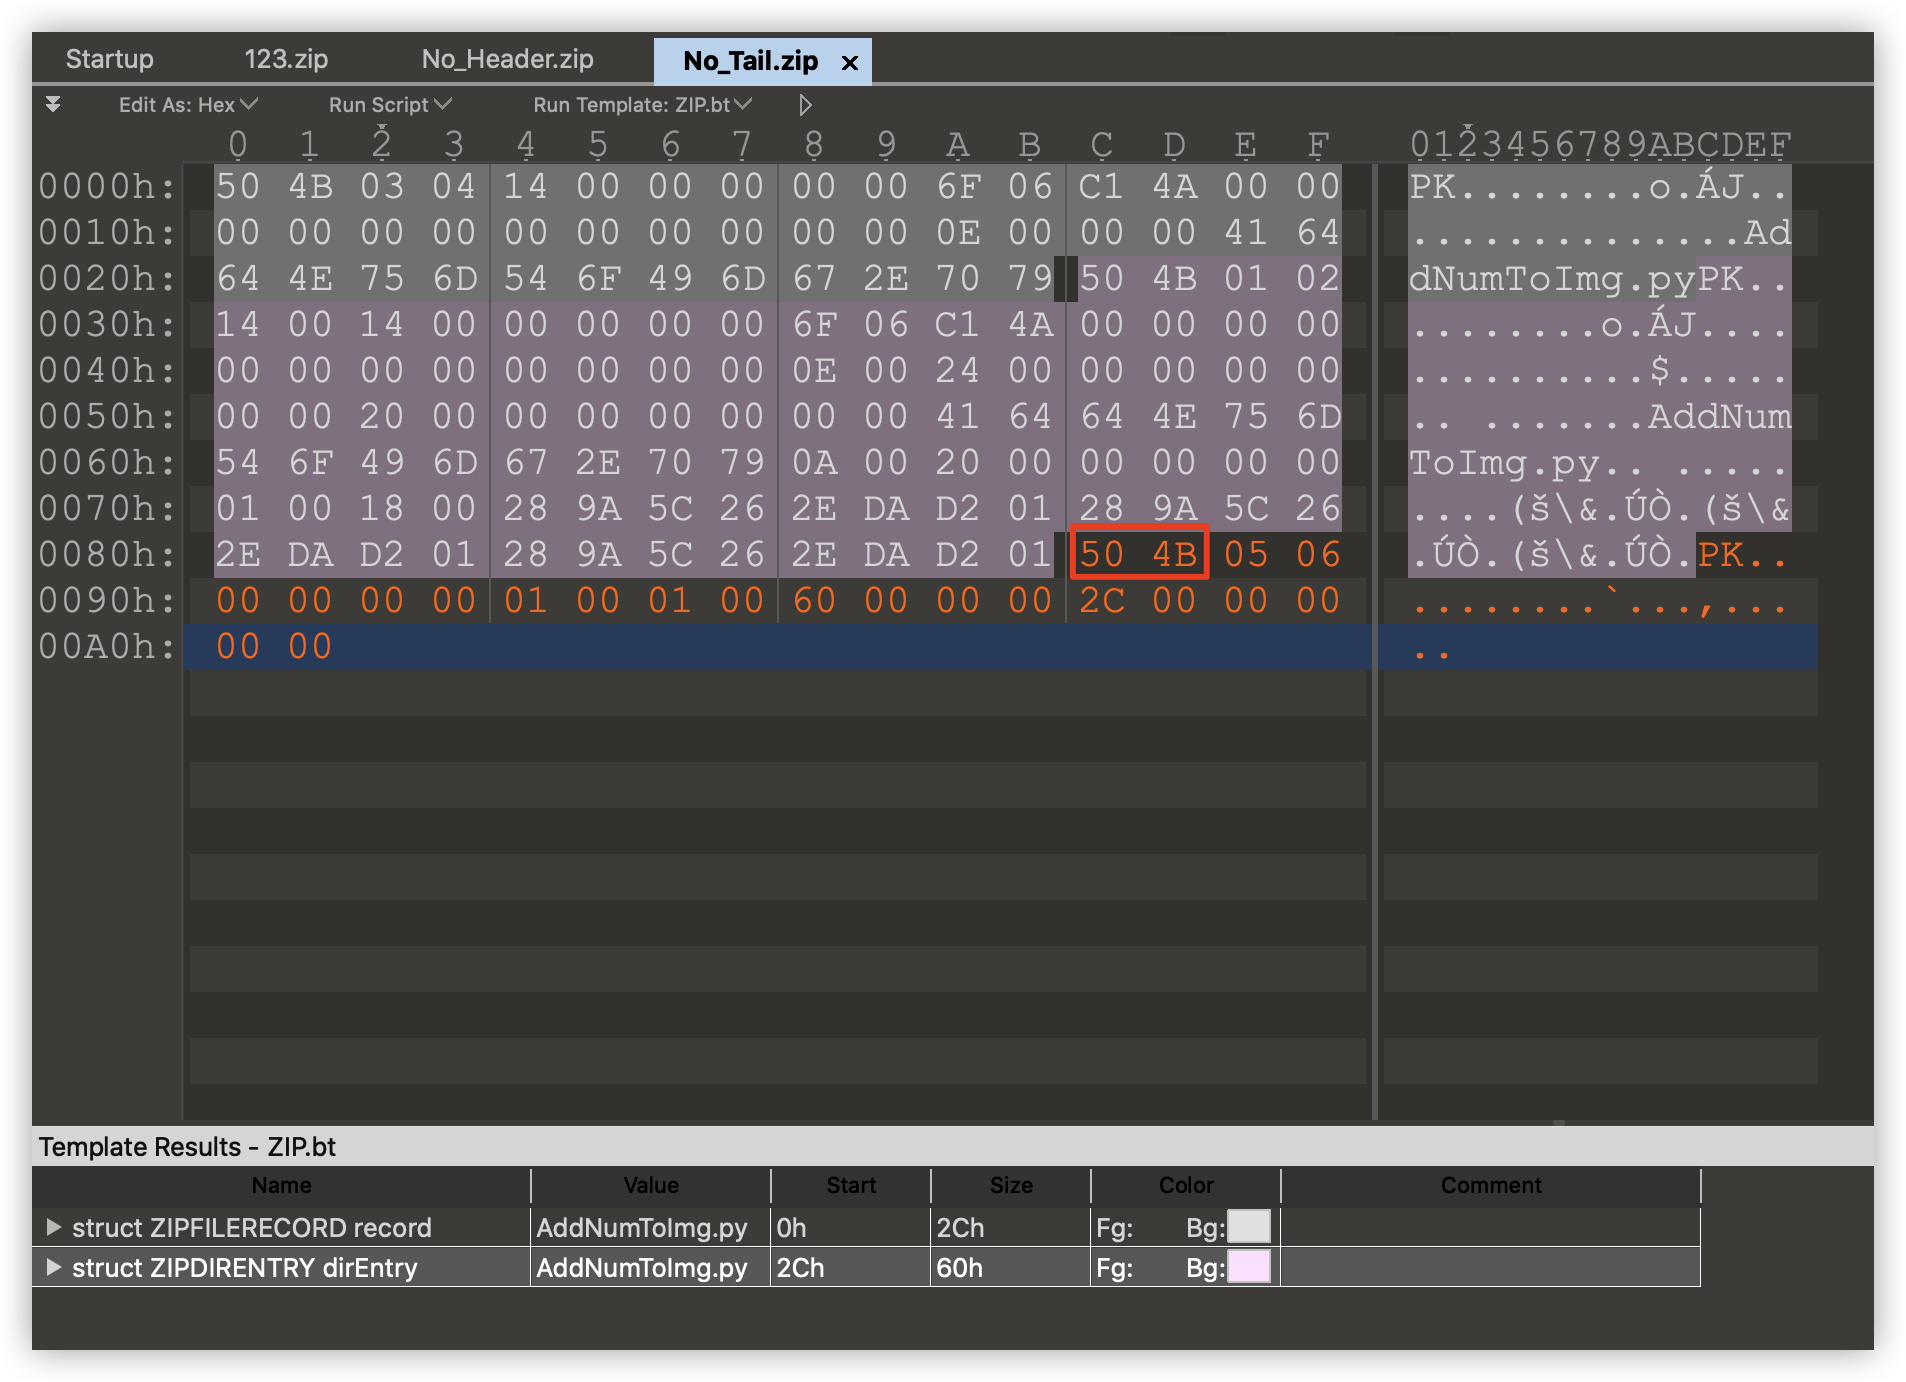 Startup 123.zip No_Header.zip No_Tail.zip ×
Edit As: Hex Run Script Run Template: ZIP.bt
0 1 2 3 4 5 6 7 8 9 A B C D E F 0123456789ABCDEF
0000h: 50 4B 03 04 14 00 00 00 00 00 6F 06 C1 4A 00 00 PK........o.ÁJ..
0010h: 00 00 00 00 00 00 00 00 00 00 0E 00 00 00 41 64 ..............Ad
0020h: 64 4E 75 6D 54 6F 49 6D 67 2E 70 79 50 4B 01 02 dNumToImg.pyPK..
0030h: 14 00 14 00 00 00 00 00 6F 06 C1 4A 00 00 00 00 ........o.ÁJ....
0040h: 00 00 00 00 00 00 00 00 0E 00 24 00 00 00 00 00 ..........$.....
0050h: 00 00 20 00 00 00 00 00 00 00 41 64 64 4E 75 6D .. .......AddNum
0060h: 54 6F 49 6D 67 2E 70 79 0A 00 20 00 00 00 00 00 ToImg.py.. .....
0070h: 01 00 18 00 28 9A 5C 26 2E DA D2 01 28 9A 5C 26 ....(š\&.ÚÒ.(š\&
0080h: 2E DA D2 01 28 9A 5C 26 2E DA D2 01 50 4B 05 06 .ÚÒ.(š\&.ÚÒ.PK..
0090h: 00 00 00 00 01 00 01 00 60 00 00 00 2C 00 00 00 ........`...,...
00A0h: 00 00 ..
Template Results - ZIP.bt
Name Value Start Size Color Comment
struct ZIPFILERECORD record AddNumToImg.py 0h 2Ch Fg: Bg:
struct ZIPDIRENTRY dirEntry AddNumToImg.py 2Ch 60h Fg: Bg: